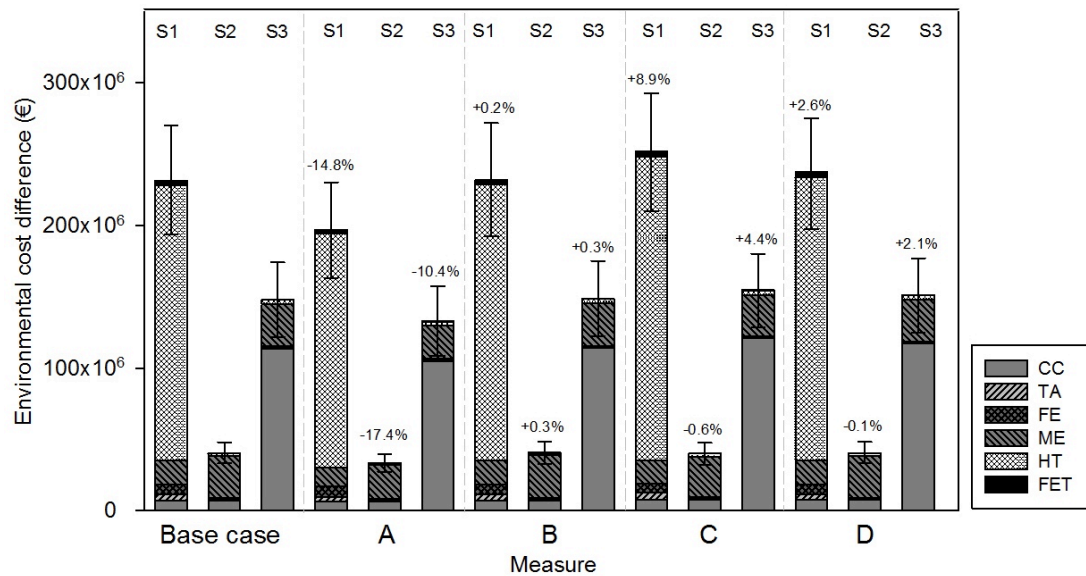 S1 S2 S3 S1 S2 S3 S1 S2 S3 S1 S2 S3 S1 S2 S3
300x10⁶
200x10⁶
100x10⁶
0
Environmental cost difference (€)
-14.8%
-17.4%
-10.4%
+0.2%
+0.3%
+0.3%
+8.9%
-0.6%
+4.4%
+2.6%
-0.1%
+2.1%
Base case A B C D
Measure
CC
TA
FE
ME
HT
FET